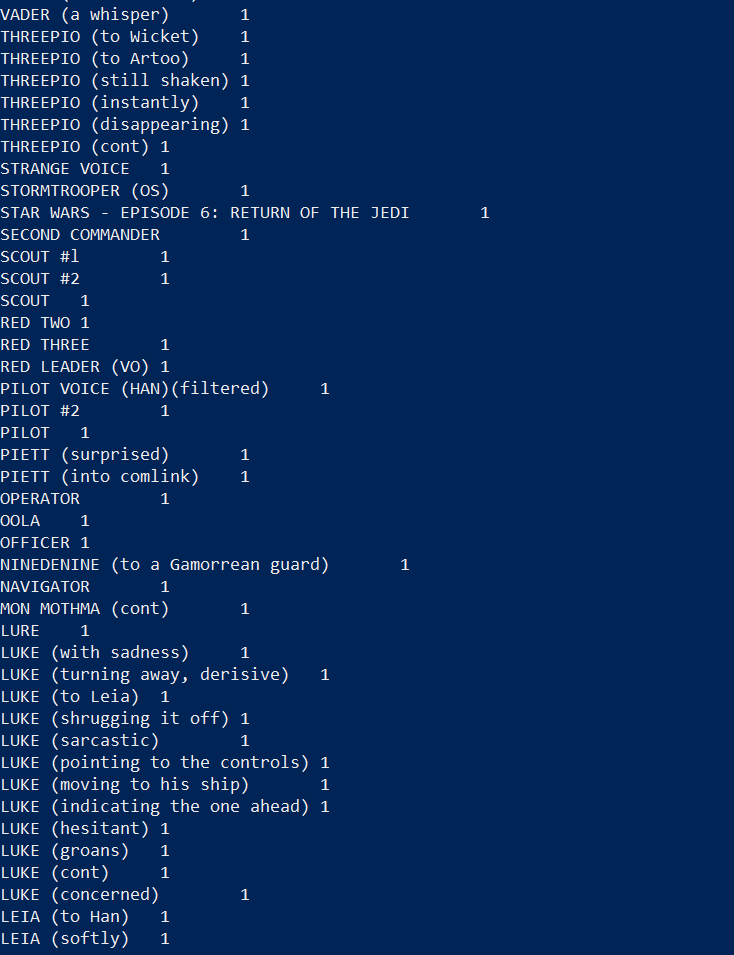 VADER (a whisper) 1
THREEPIO (to Wicket) 1
THREEPIO (to Artoo) 1
THREEPIO (still shaken) 1
THREEPIO (instantly) 1
THREEPIO (disappearing) 1
THREEPIO (cont) 1
STRANGE VOICE 1
STORMTROOPER (OS) 1
STAR WARS - EPISODE 6: RETURN OF THE JEDI 1
SECOND COMMANDER 1
SCOUT #l 1
SCOUT #2 1
SCOUT 1
RED TWO 1
RED THREE 1
RED LEADER (VO) 1
PILOT VOICE (HAN)(filtered) 1
PILOT #2 1
PILOT 1
PIETT (surprised) 1
PIETT (into comlink) 1
OPERATOR 1
OOLA 1
OFFICER 1
NINEDENINE (to a Gamorrean guard) 1
NAVIGATOR 1
MON MOTHMA (cont) 1
LURE 1
LUKE (with sadness) 1
LUKE (turning away, derisive) 1
LUKE (to Leia) 1
LUKE (shrugging it off) 1
LUKE (sarcastic) 1
LUKE (pointing to the controls) 1
LUKE (moving to his ship) 1
LUKE (indicating the one ahead) 1
LUKE (hesitant) 1
LUKE (groans) 1
LUKE (cont) 1
LUKE (concerned) 1
LEIA (to Han) 1
LEIA (softly) 1